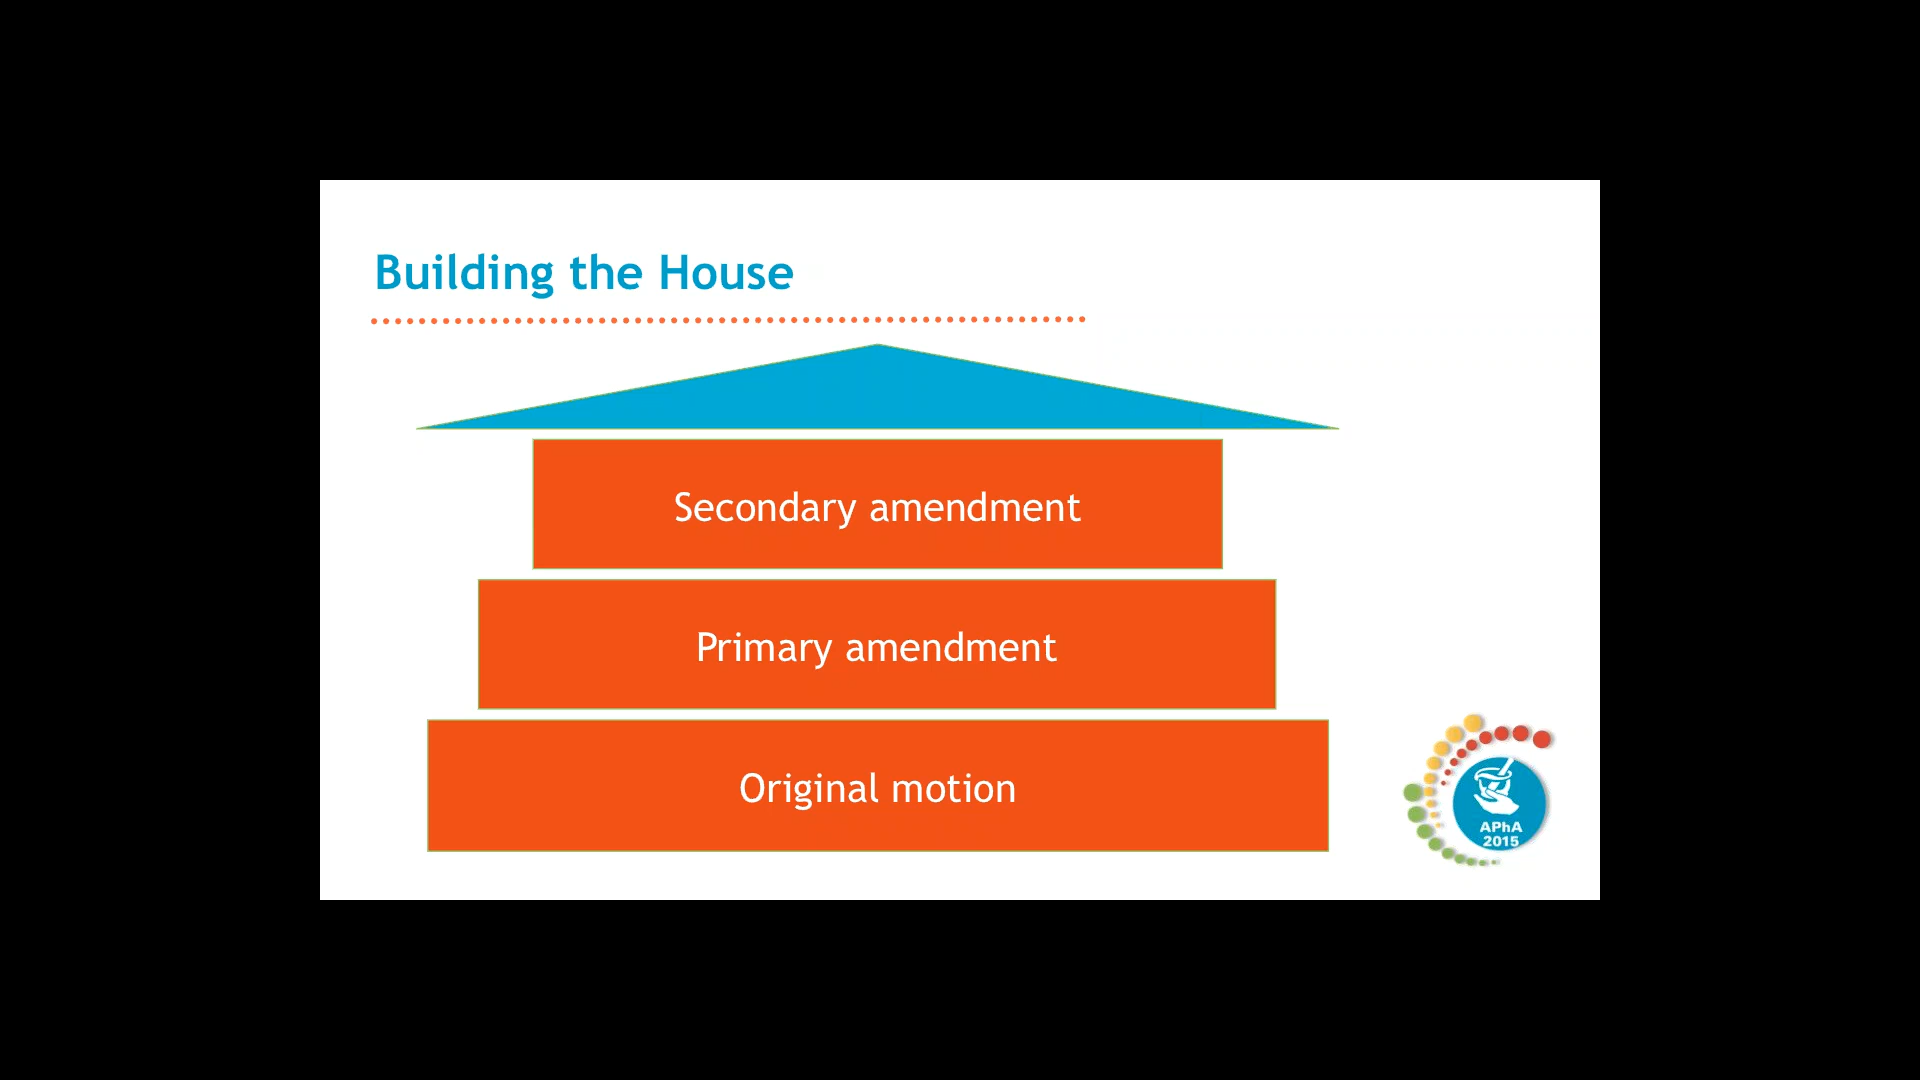 Building the House
Secondary amendment
Primary amendment
Original motion
APhA
2015